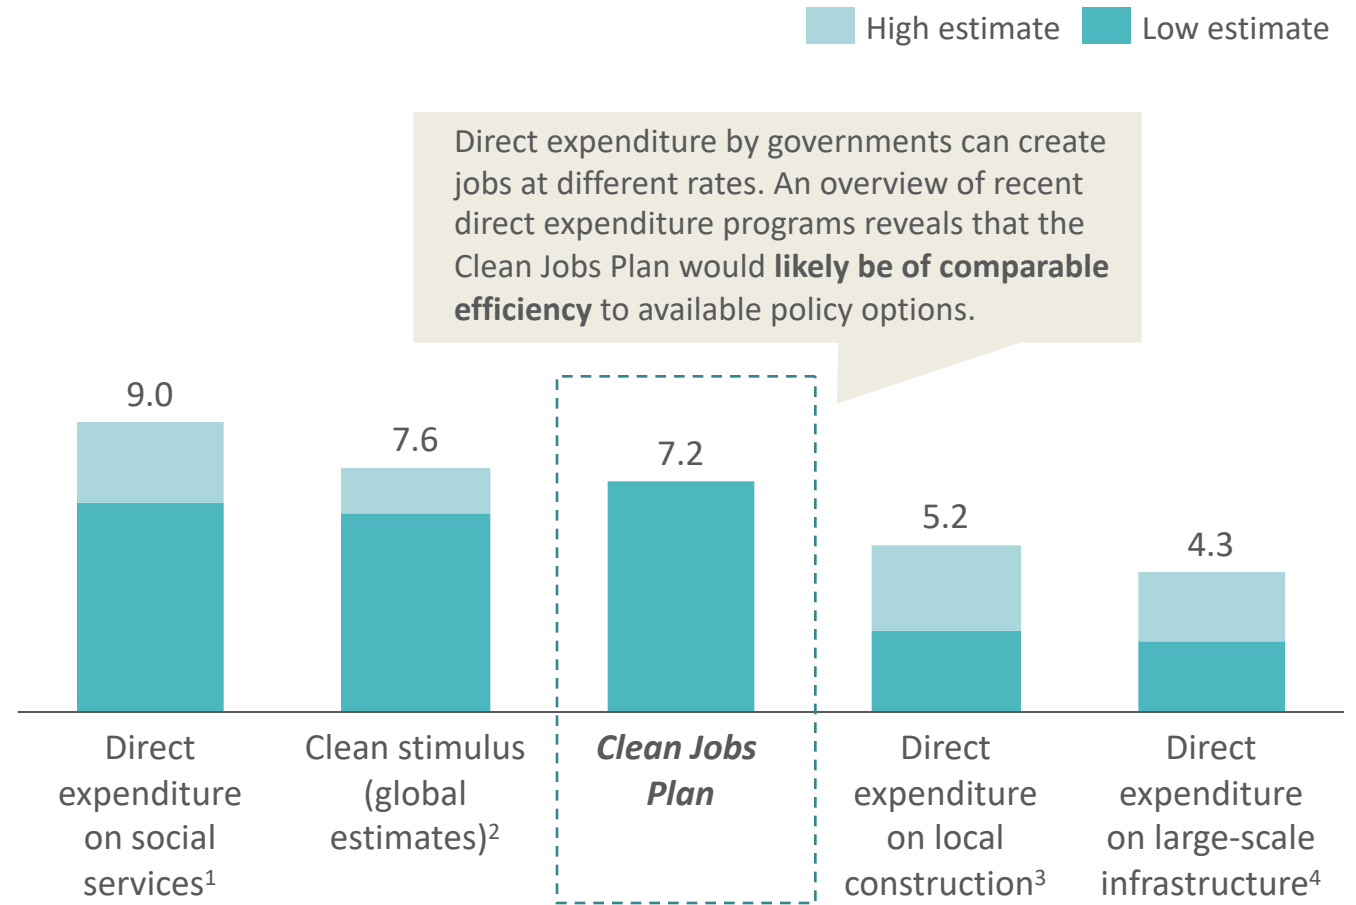 High estimate Low estimate
Direct expenditure by governments can create
jobs at different rates. An overview of recent
direct expenditure programs reveals that the
Clean Jobs Plan would likely be of comparable
efficiency to available policy options.
9.0
7.6
7.2
5.2
4.3
Direct
expenditure
on social
services¹
Clean stimulus
(global
estimates)²
Clean Jobs
Plan
Direct
expenditure
on local
construction³
Direct
expenditure
on large-scale
infrastructure⁴